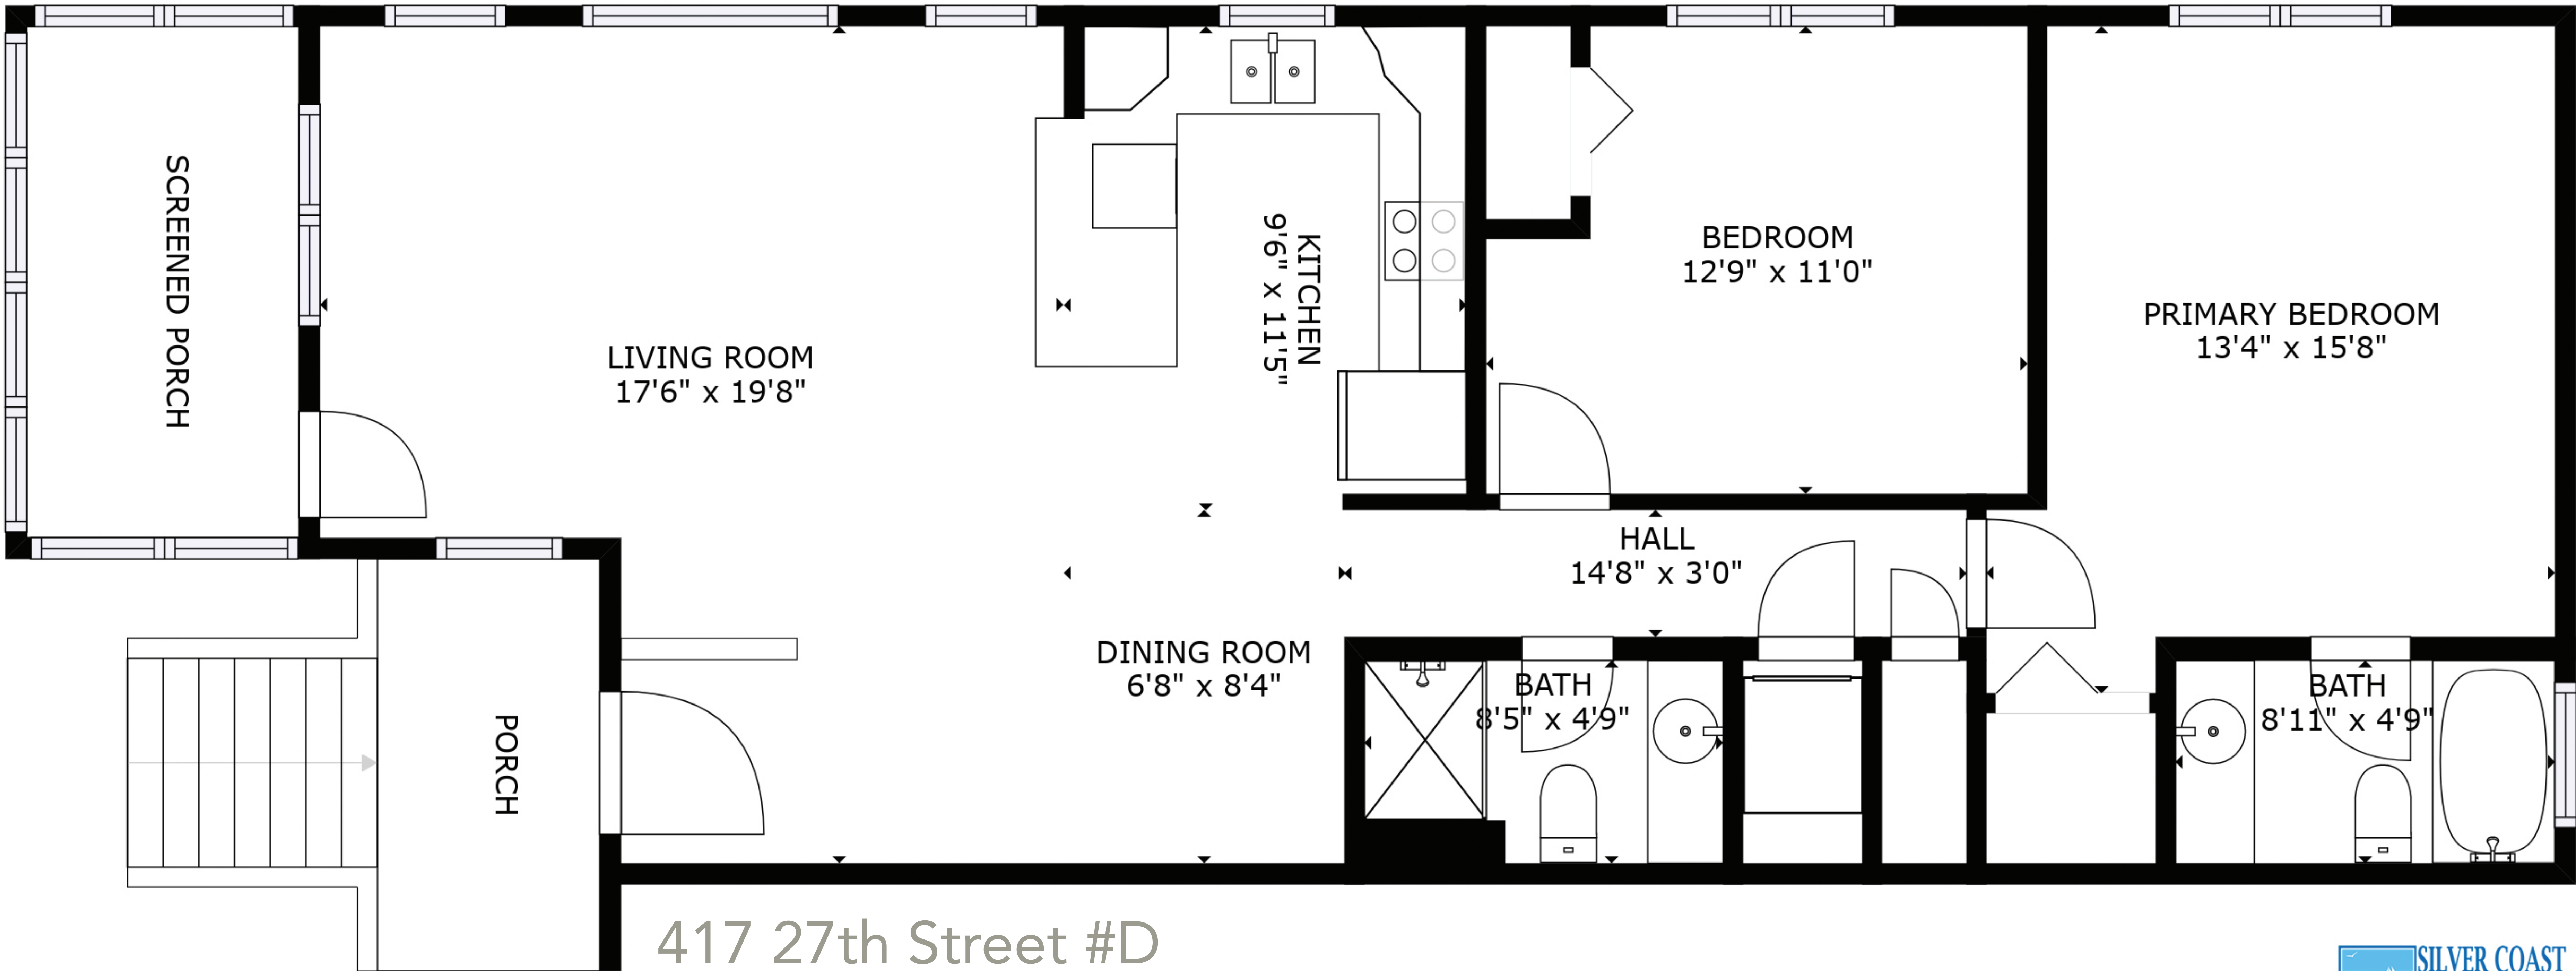 SCREENED PORCH
LIVING ROOM
17'6" x 19'8"
KITCHEN
9'6" x 11'5"
BEDROOM
12'9" x 11'0"
PRIMARY BEDROOM
13'4" x 15'8"
HALL
14'8" x 3'0"
DINING ROOM
6'8" x 8'4"
BATH
8'5" x 4'9"
BATH
8'11" x 4'9"
PORCH
417 27th Street #D
SILVER COAST